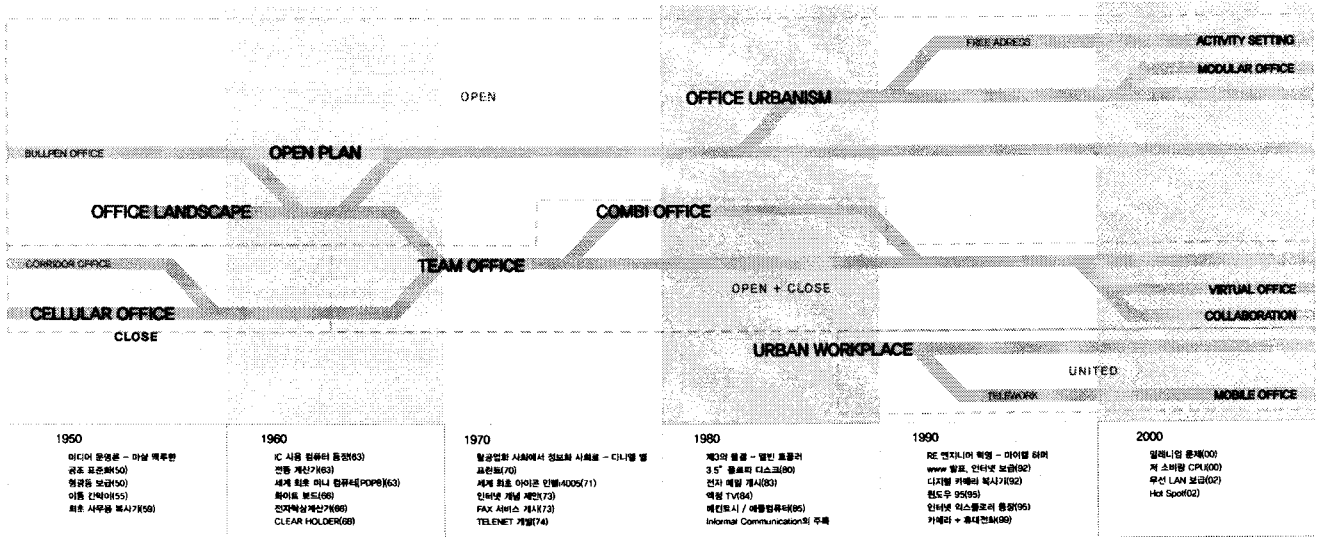 FREE ADRESS
ACTIVITY SETTING
MODULAR OFFICE
OPEN
OFFICE URBANISM
BULLPEN OFFICE
OPEN PLAN
OFFICE LANDSCAPE
COMBI OFFICE
CORRIDOR OFFICE
TEAM OFFICE
OPEN + CLOSE
VIRTUAL OFFICE
CELLULAR OFFICE
COLLABORATION
CLOSE
URBAN WORKPLACE
UNITED
TELEWORK
MOBILE OFFICE
1950
미디어 운영론 - 마샬 맥루한
공조 표준화(50)
형광등 보급(50)
이동 칸막이(55)
최초 사무용 복사기(59)
1960
IC 사용 컴퓨터 등장(63)
전동 계산기(63)
세계 최초 미니 컴퓨터[PDP8](63)
화이트 보드(66)
전자탁상계산기(66)
CLEAR HOLDER(68)
1970
탈공업화 사회에서 정보화 사회로 - 다니엘 벨
프린트(70)
세계 최초 아이콘 인텔i4005(71)
인터넷 개념 제안(73)
FAX 서비스 개시(73)
TELENET 개발(74)
1980
제3의 물결 - 앨빈 토플러
3.5" 플로피 디스크(80)
전자 메일 개시(83)
액정 TV(84)
매킨토시 / 애플컴퓨터(85)
Informal Communication의 주목
1990
RE 엔지니어 혁명 - 마이클 해머
www 발표, 인터넷 보급(92)
디지털 카메라 복사기(92)
윈도우 95(95)
인터넷 익스플로러 등장(95)
카메라 + 휴대전화(99)
2000
밀레니엄 문제(00)
저 소비량 CPU(00)
무선 LAN 보급(02)
Hot Spot(02)